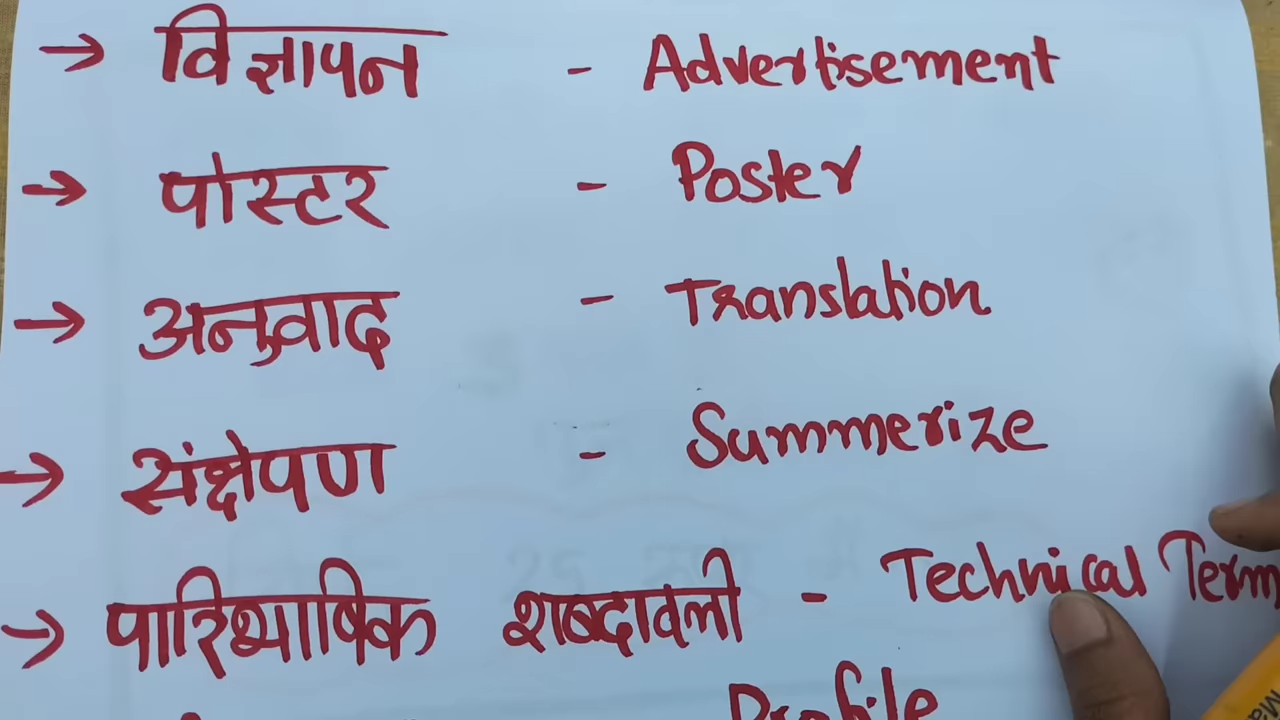 → विज्ञापन - Advertisement
→ पोस्टर - Poster
→ अनुवाद - Translation
→ संक्षेपण - Summerize
→ पारिभाषिक शब्दावली - Technical Term
Profile